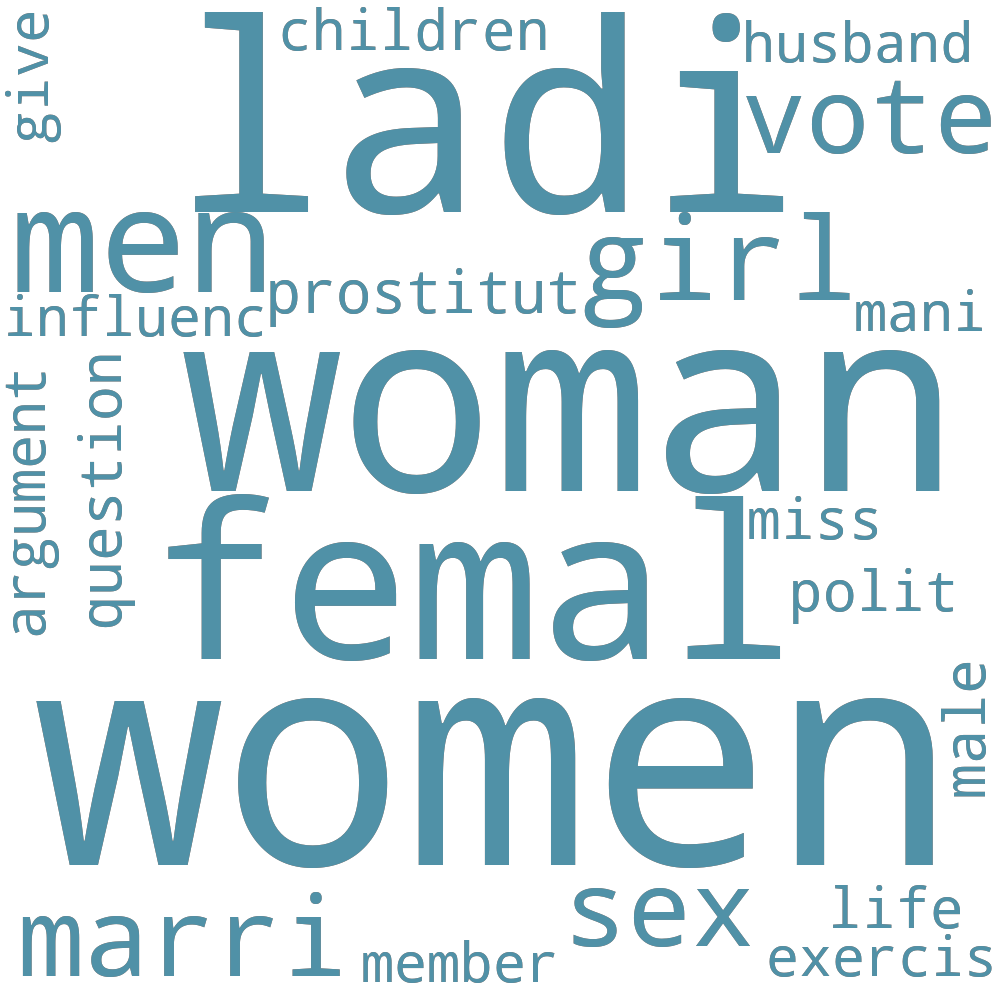 give
children
ladi
husband
vote
men
girl
prostitut
influenc
mani
woman
argument
question
femal
miss
polit
women
male
marri
member
sex
life
exercis